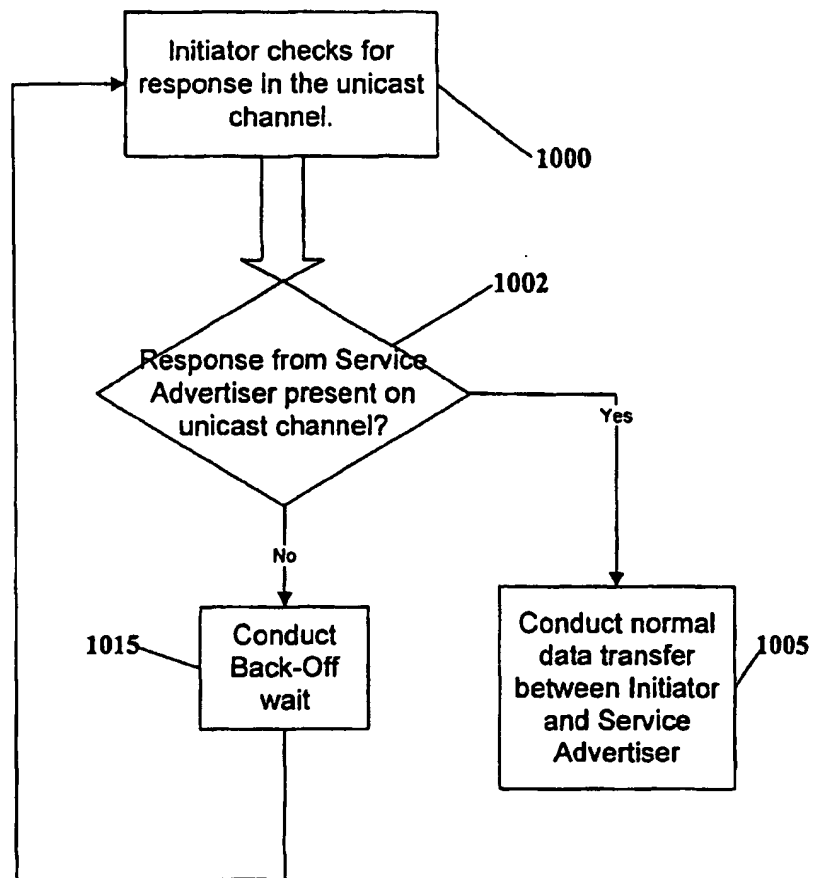 Initiator checks for
response in the unicast
channel.
1000
1002
Response from Service
Advertiser present on
unicast channel?
Yes
No
1015
Conduct
Back-Off
wait
Conduct normal
data transfer
between Initiator
and Service
Advertiser
1005